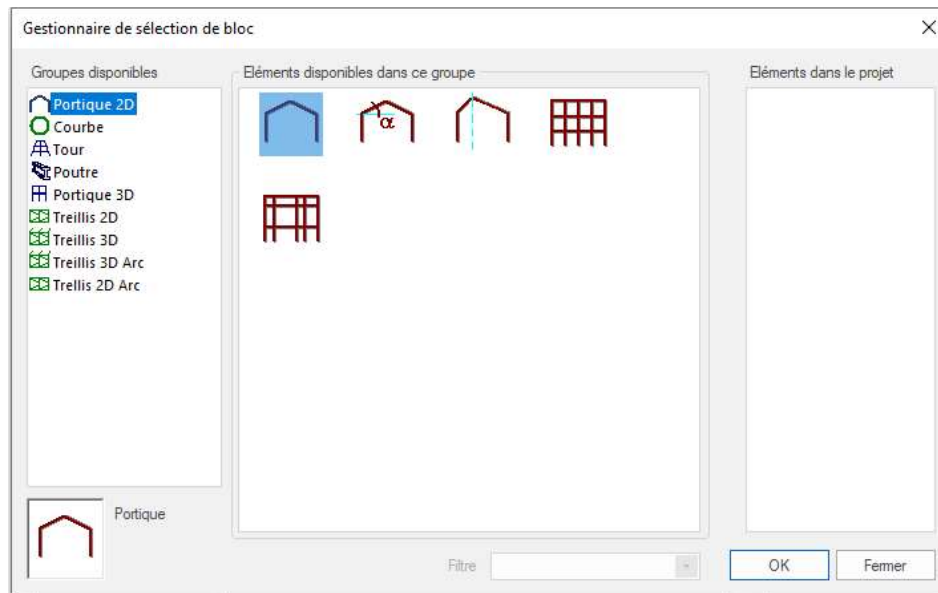 Gestionnaire de sélection de bloc
Groupes disponibles
Portique 2D
Courbe
Tour
Poutre
Portique 3D
Treillis 2D
Treillis 3D
Treillis 3D Arc
Trellis 2D Arc
Portique
Eléments disponibles dans ce groupe
α
Filtre
Eléments dans le projet
OK
Fermer